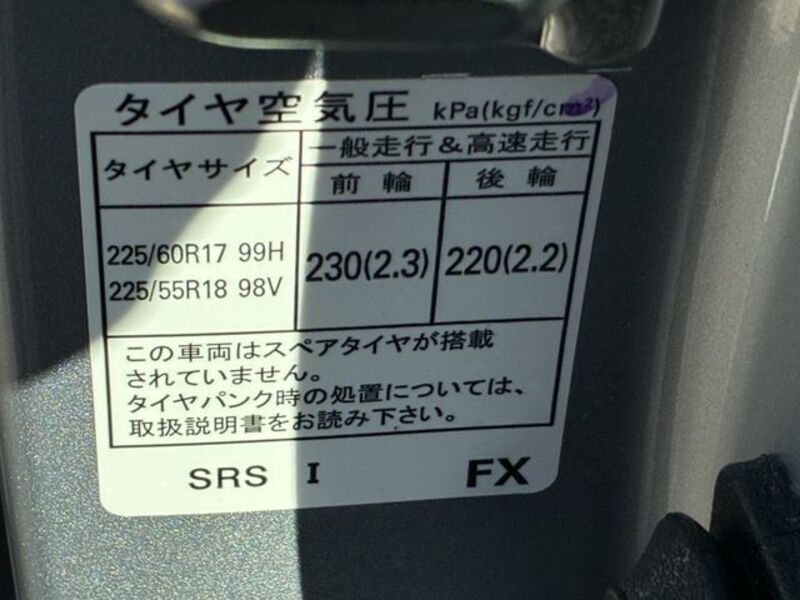 タイヤ空気圧 kPa(kgf/cm²)
タイヤサイズ 一般走行&高速走行
前輪 後輪
225/60R17 99H
225/55R18 98V
230(2.3) 220(2.2)
この車両はスペアタイヤが搭載
されていません。
タイヤパンク時の処置については、
取扱説明書をお読み下さい。
SRS I FX